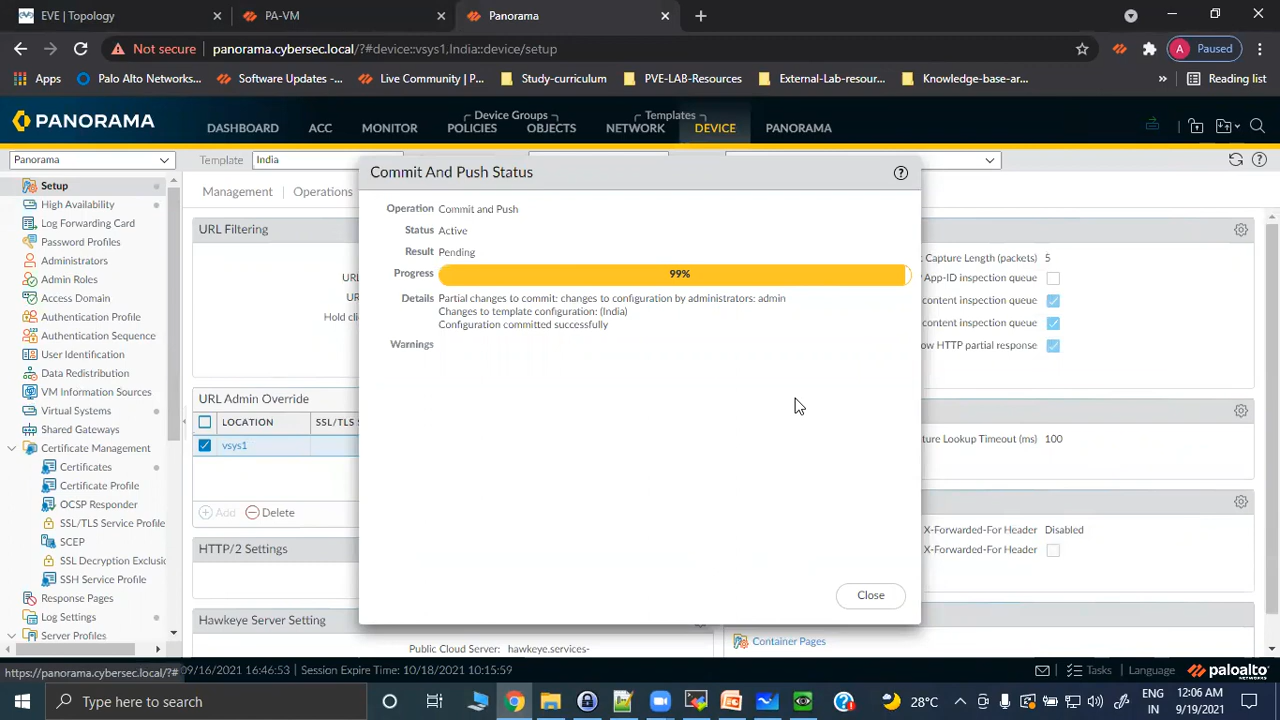 EVE | Topology
PA-VM
Panorama
Not secure panorama.cybersec.local/?#device::vsys1,India::device/setup
A Paused
Apps Palo Alto Networks... Software Updates -... Live Community | P... Study-curriculum PVE-LAB-Resources External-Lab-resour... Knowledge-base-ar... » Reading list
PANORAMA
Device Groups Templates
DASHBOARD ACC MONITOR POLICIES OBJECTS NETWORK DEVICE PANORAMA
Panorama Template India
Setup
High Availability
Log Forwarding Card
Password Profiles
Administrators
Admin Roles
Access Domain
Authentication Profile
Authentication Sequence
User Identification
Data Redistribution
VM Information Sources
Virtual Systems
Shared Gateways
Certificate Management
Certificates
Certificate Profile
OCSP Responder
SSL/TLS Service Profile
SCEP
SSL Decryption Exclusio
SSH Service Profile
Response Pages
Log Settings
Server Profiles
Management Operations
URL Filtering
URL
UR
Hold cli
URL Admin Override
LOCATION SSL/TLS S
vsys1
Add Delete
HTTP/2 Settings
Hawkeye Server Setting
Public Cloud Server: hawkeye.services-
Commit And Push Status
Operation Commit and Push
Status Active
Result Pending
Progress 99%
Details Partial changes to commit: changes to configuration by administrators: admin
Changes to template configuration: (India)
Configuration committed successfully
Warnings
Close
Capture Length (packets) 5
App-ID inspection queue
content inspection queue
content inspection queue
ow HTTP partial response
ture Lookup Timeout (ms) 100
X-Forwarded-For Header Disabled
X-Forwarded-For Header
Container Pages
https://panorama.cybersec.local/?#
09/16/2021 16:46:53 | Session Expire Time: 10/18/2021 10:15:59
Tasks | Language paloalto NETWORKS
Type here to search
28°C
ENG
IN
12:06 AM
9/19/2021